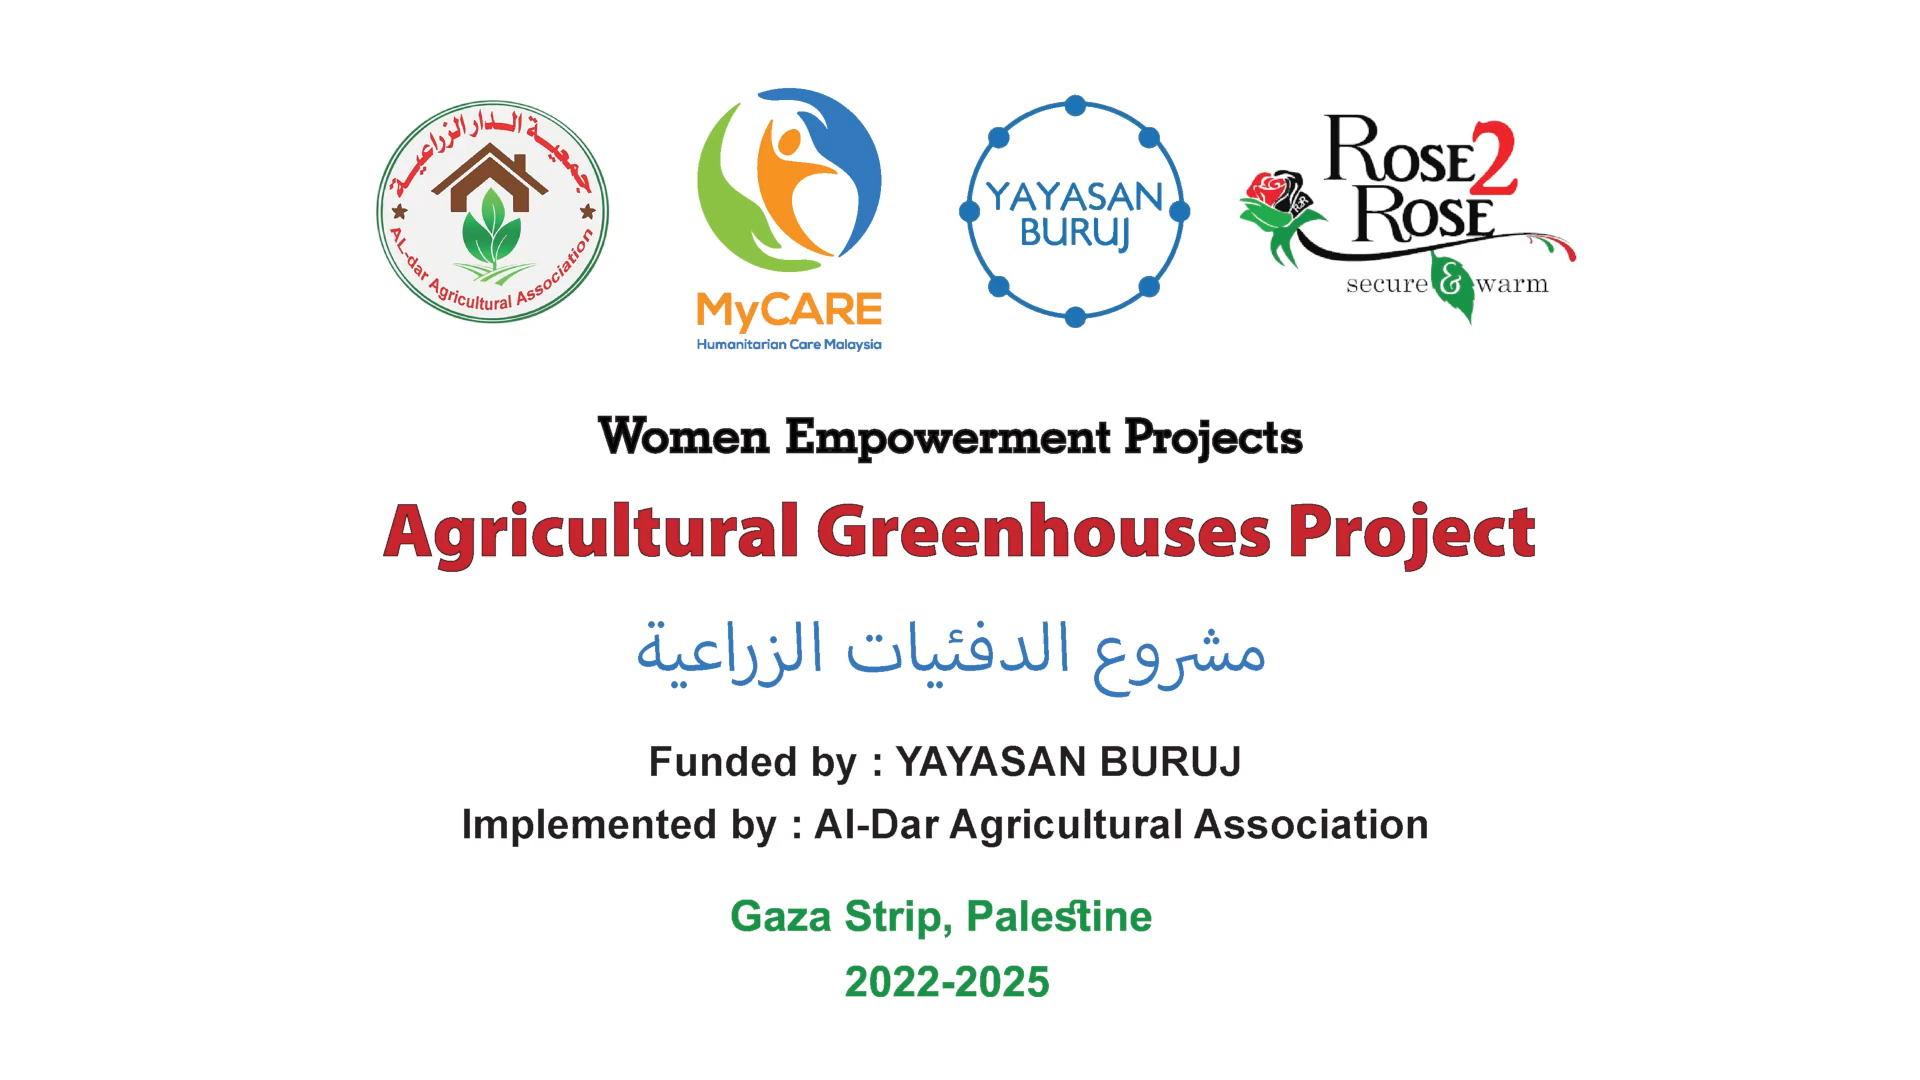 جمعية الدار الزراعية
AL-dar Agricultural Association
MyCARE
Humanitarian Care Malaysia
YAYASAN
BURUJ
ROSE2
ROSE
secure & warm
Women Empowerment Projects
Agricultural Greenhouses Project
مشروع الدفئيات الزراعية
Funded by : YAYASAN BURUJ
Implemented by : Al-Dar Agricultural Association
Gaza Strip, Palestine
2022-2025